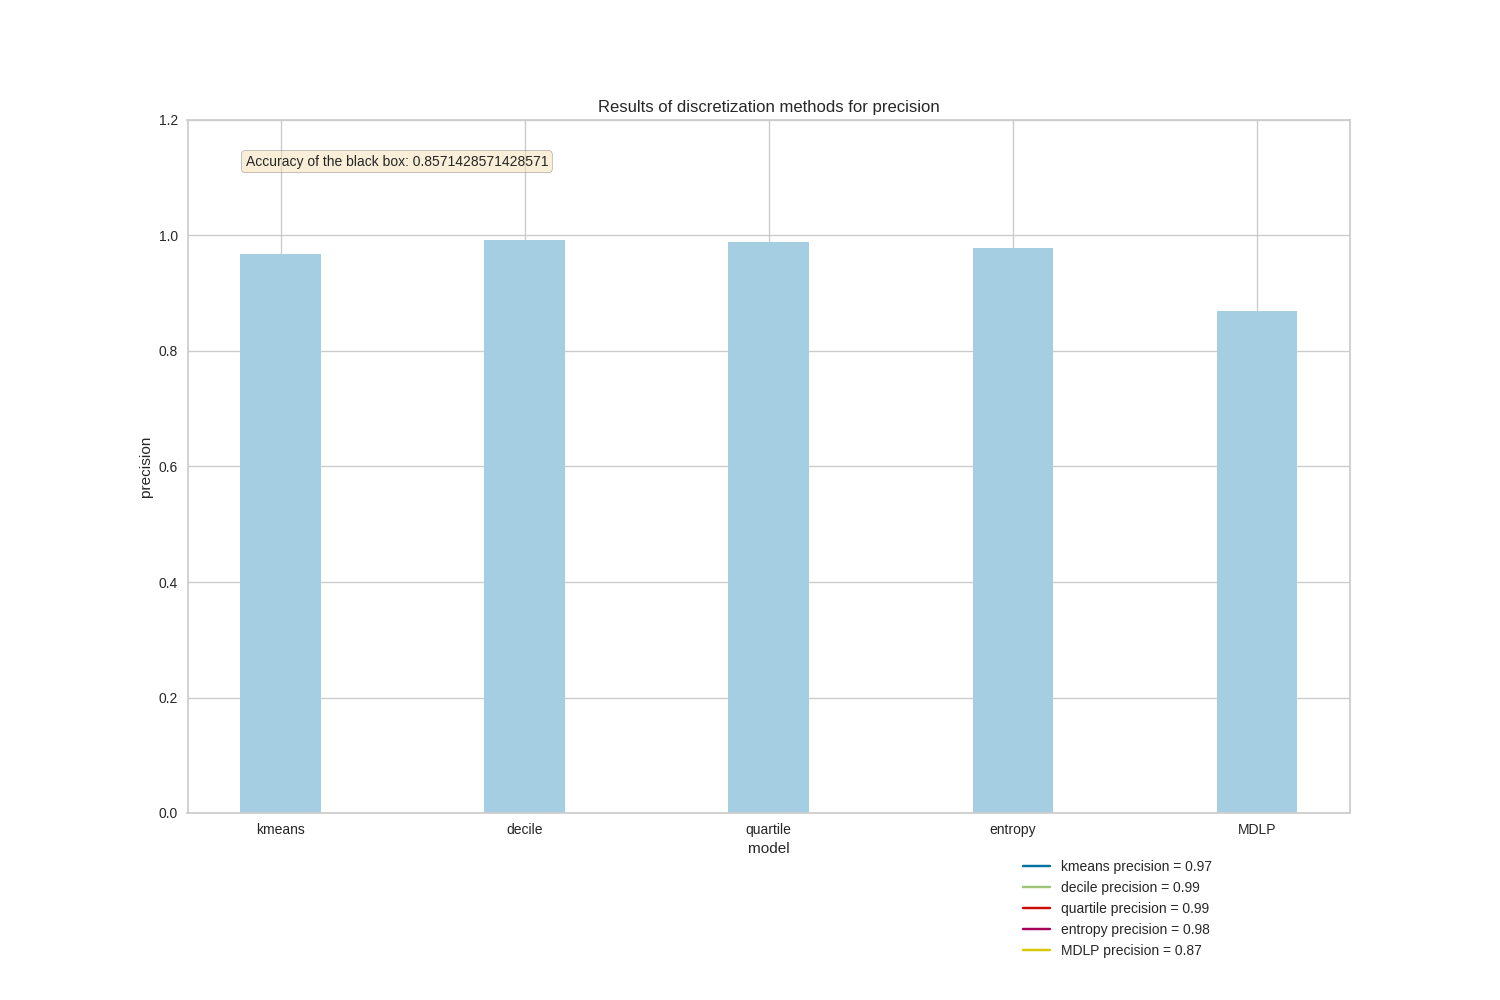 Results of discretization methods for precision
1.2
Accuracy of the black box: 0.8571428571428571
1.0
0.8
0.6
precision
0.4
0.2
0.0
kmeans decile quartile entropy MDLP
model
kmeans precision = 0.97
decile precision = 0.99
quartile precision = 0.99
entropy precision = 0.98
MDLP precision = 0.87